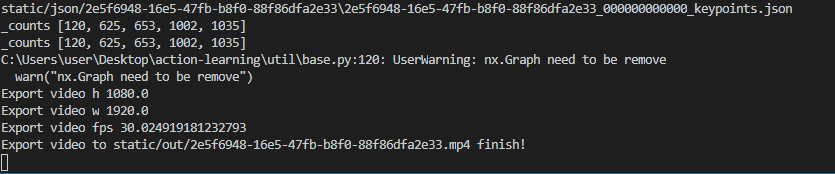 static/json/2e5f6948-16e5-47fb-b8f0-88f86dfa2e33\2e5f6948-16e5-47fb-b8f0-88f86dfa2e33_000000000000_keypoints.json
_counts [120, 625, 653, 1002, 1035]
_counts [120, 625, 653, 1002, 1035]
C:\Users\user\Desktop\action-learning\util\base.py:120: UserWarning: nx.Graph need to be remove
  warn("nx.Graph need to be remove")
Export video h 1080.0
Export video w 1920.0
Export video fps 30.024919181232793
Export video to static/out/2e5f6948-16e5-47fb-b8f0-88f86dfa2e33.mp4 finish!